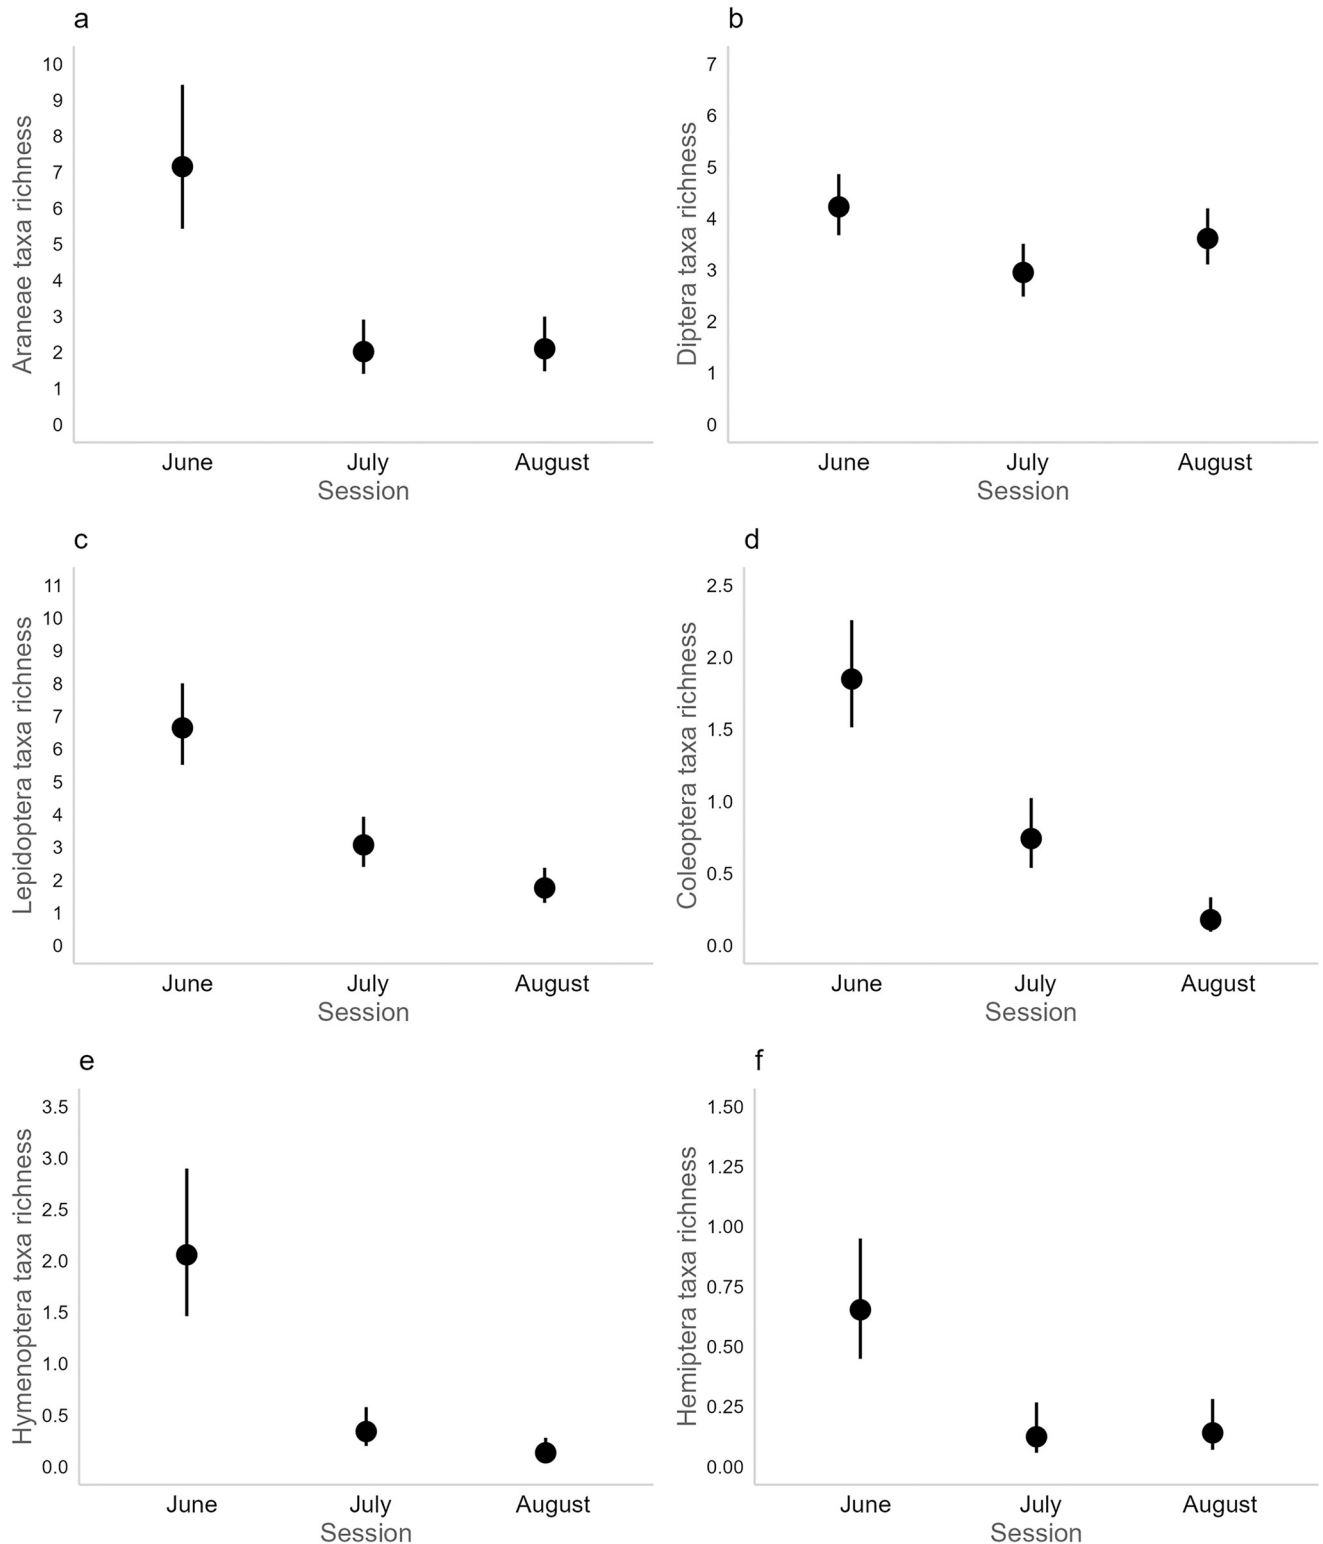 a
Araneae taxa richness
10
9
8
7
6
5
4
3
2
1
0
June July August
Session
b
Diptera taxa richness
7
6
5
4
3
2
1
0
June July August
Session
c
Lepidoptera taxa richness
11
10
9
8
7
6
5
4
3
2
1
0
June July August
Session
d
Coleoptera taxa richness
2.5
2.0
1.5
1.0
0.5
0.0
June July August
Session
e
Hymenoptera taxa richness
3.5
3.0
2.5
2.0
1.5
1.0
0.5
0.0
June July August
Session
f
Hemiptera taxa richness
1.50
1.25
1.00
0.75
0.50
0.25
0.00
June July August
Session